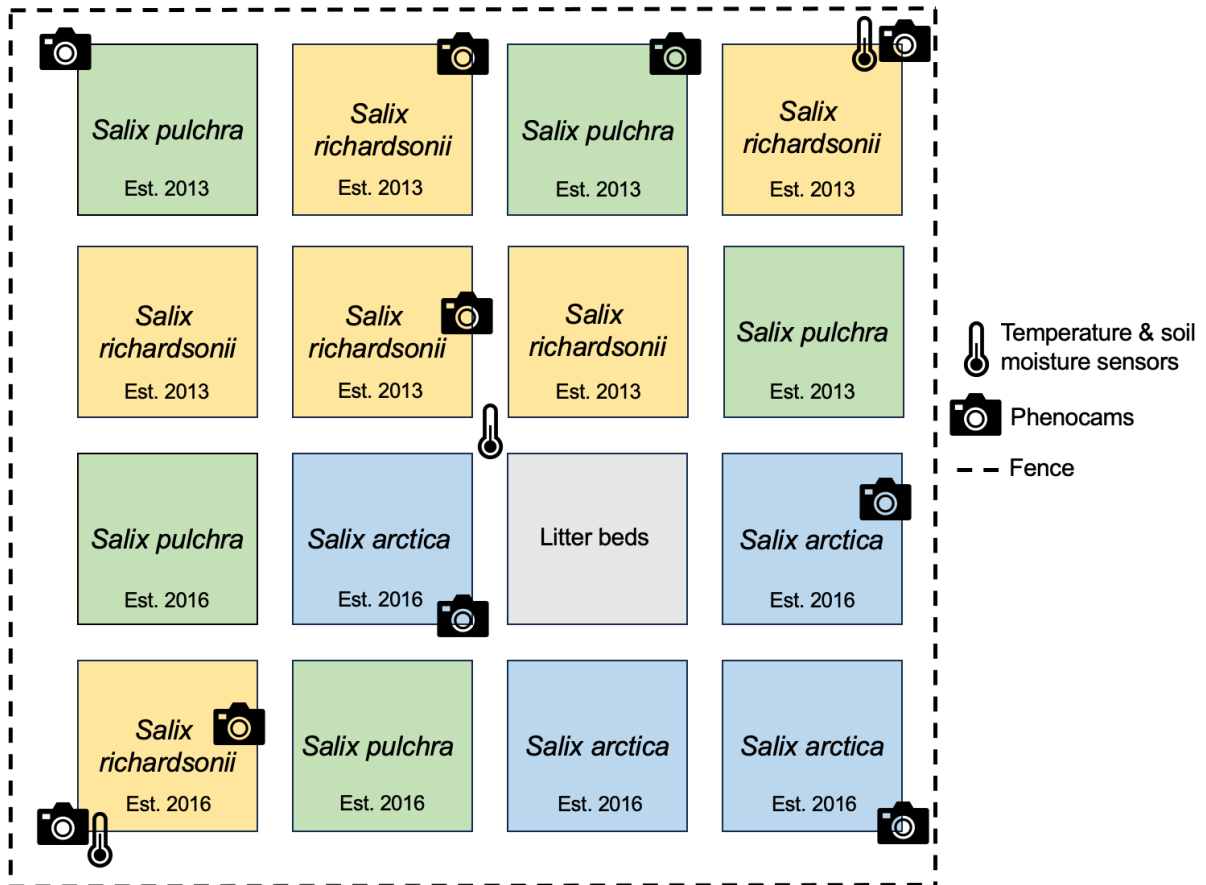 Salix pulchra
Est. 2013
Salix
richardsonii
Est. 2013
Salix pulchra
Est. 2013
Salix
richardsonii
Est. 2013
Salix
richardsonii
Est. 2013
Salix
richardsonii
Est. 2013
Salix
richardsonii
Est. 2013
Salix pulchra
Est. 2013
Salix pulchra
Est. 2016
Salix arctica
Est. 2016
Litter beds
Salix arctica
Est. 2016
Salix
richardsonii
Est. 2016
Salix pulchra
Est. 2016
Salix arctica
Est. 2016
Salix arctica
Est. 2016
Temperature & soil
moisture sensors
Phenocams
Fence